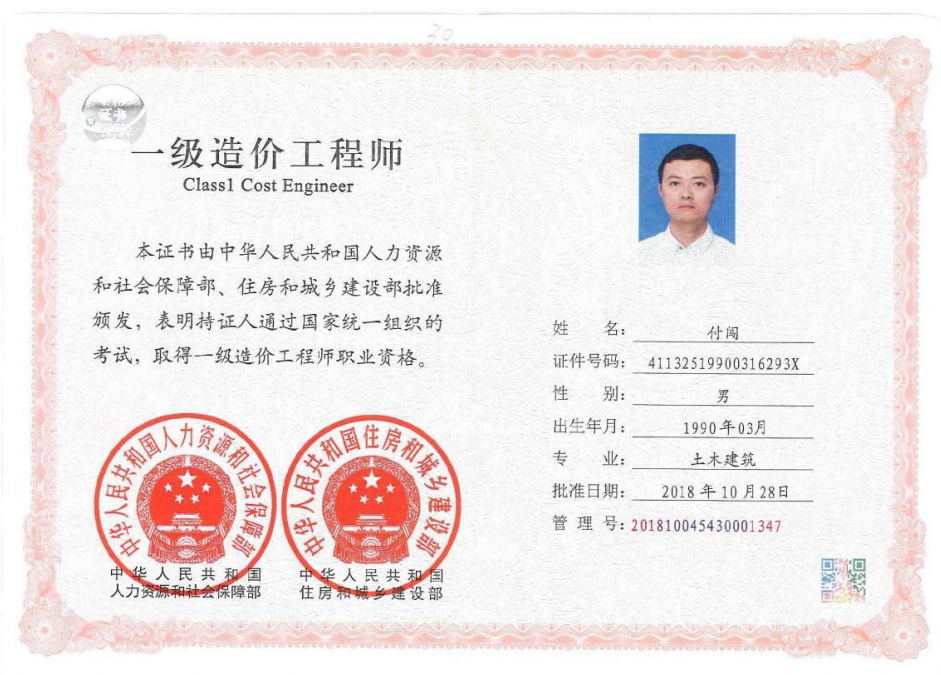 30
一级造价工程师
Class1 Cost Engineer
本证书由中华人民共和国人力资源
和社会保障部、住房和城乡建设部批准
颁发，表明持证人通过国家统一组织的
考试，取得一级造价工程师职业资格。
中华人民共和国人力资源和社会保障部
中华人民共和国住房和城乡建设部
中华人民共和国
人力资源和社会保障部
中华人民共和国
住房和城乡建设部
姓名：付闯
证件号码：41132519900316293X
性别：男
出生年月：1990年03月
专业：土木建筑
批准日期：2018年10月28日
管理号：201810045430001347